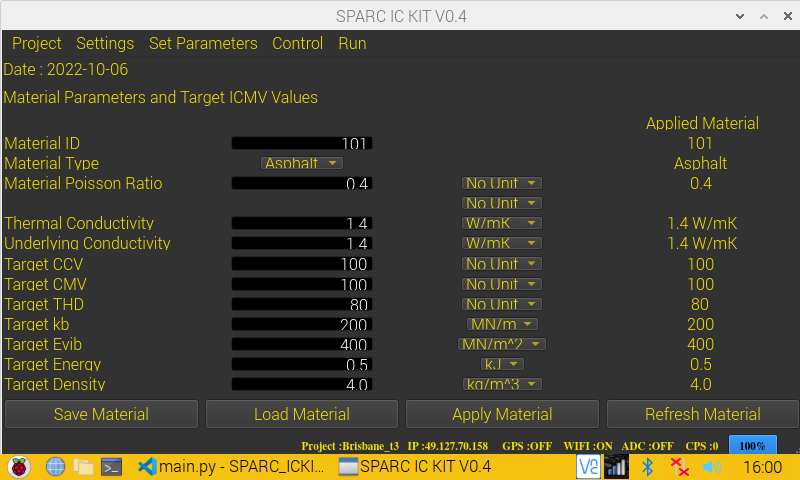 SPARC IC KIT V0.4
Project Settings Set Parameters Control Run
Date : 2022-10-06
Material Parameters and Target ICMV Values
Applied Material
Material ID 101 101
Material Type Asphalt Asphalt
Material Poisson Ratio 0.4 No Unit 0.4
No Unit
Thermal Conductivity 1.4 W/mK 1.4 W/mK
Underlying Conductivity 1.4 W/mK 1.4 W/mK
Target CCV 100 No Unit 100
Target CMV 100 No Unit 100
Target THD 80 No Unit 80
Target kb 200 MN/m 200
Target Evib 400 MN/m^2 400
Target Energy 0.5 kJ 0.5
Target Density 4.0 kg/m^3 4.0
Save Material Load Material Apply Material Refresh Material
Project :Brisbane_t3 IP :49.127.70.158 GPS :OFF WIFI :ON ADC :OFF CPS :0 100%
main.py - SPARC_ICKI... SPARC IC KIT V0.4 16:00